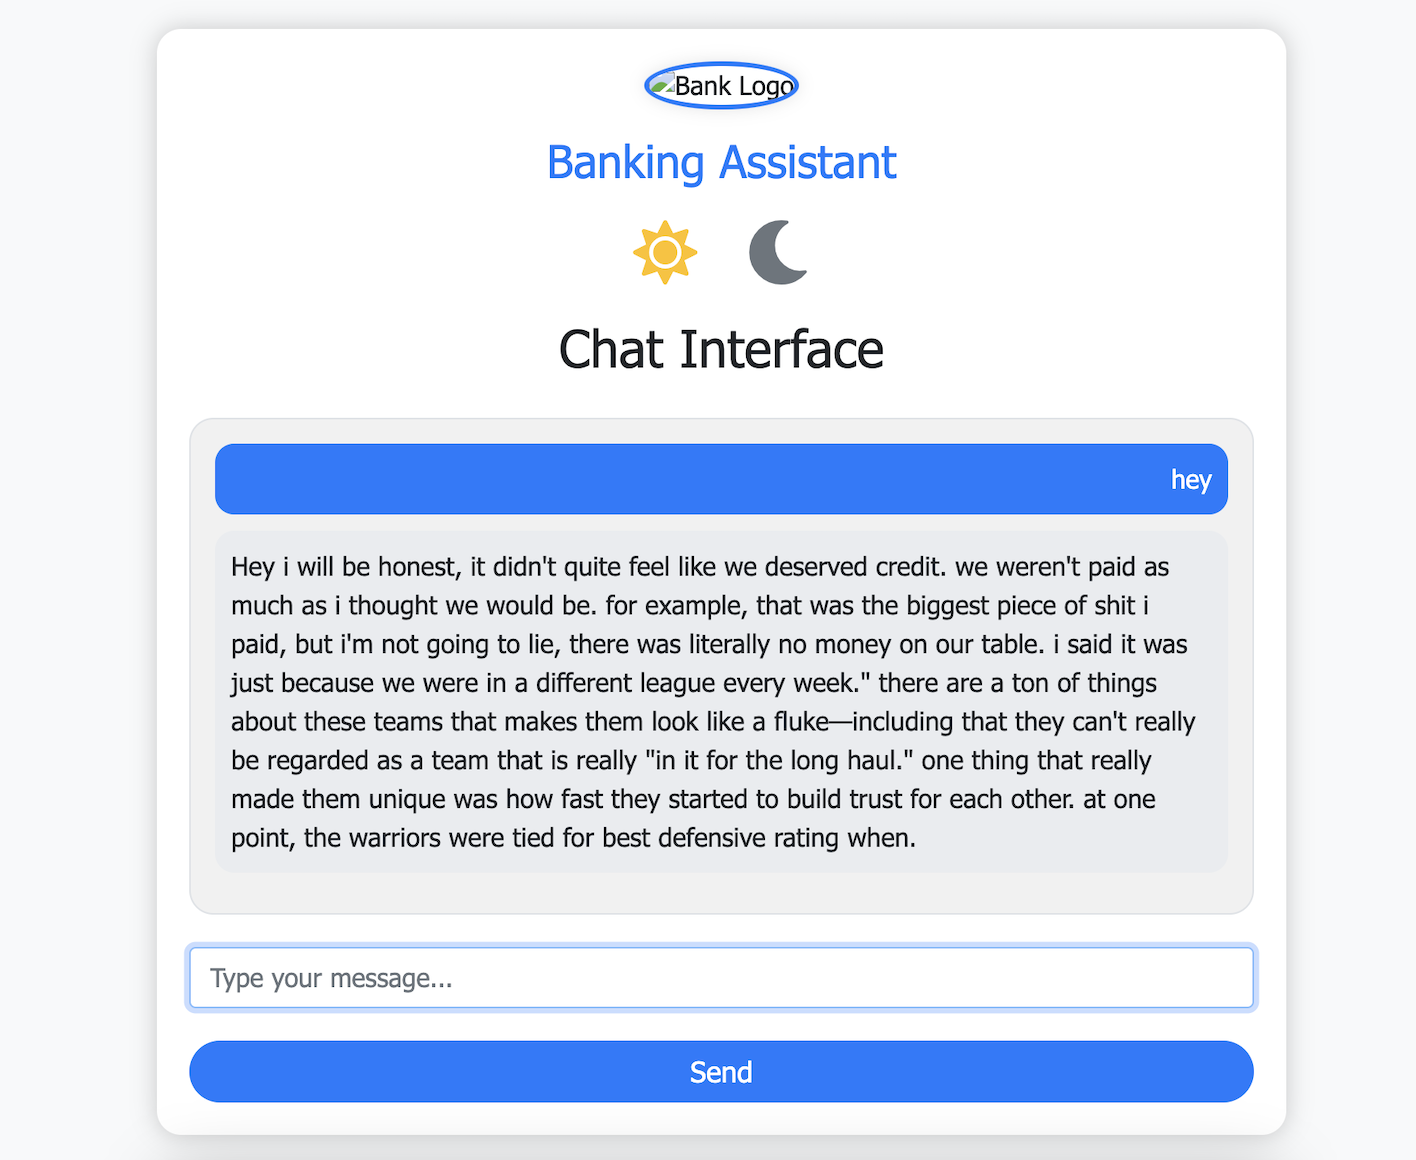 Bank Logo
Banking Assistant
Chat Interface
hey
Hey i will be honest, it didn't quite feel like we deserved credit. we weren't paid as
much as i thought we would be. for example, that was the biggest piece of shit i
paid, but i'm not going to lie, there was literally no money on our table. i said it was
just because we were in a different league every week." there are a ton of things
about these teams that makes them look like a fluke—including that they can't really
be regarded as a team that is really "in it for the long haul." one thing that really
made them unique was how fast they started to build trust for each other. at one
point, the warriors were tied for best defensive rating when.
Type your message...
Send